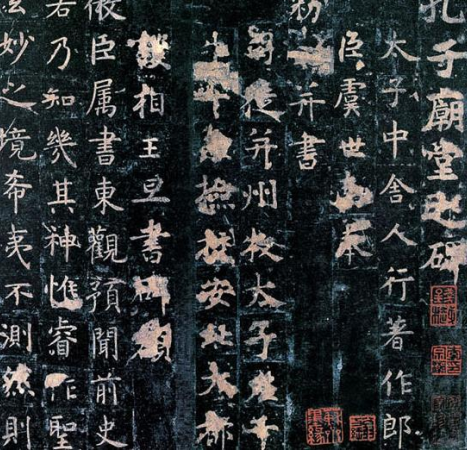 孔子廟堂之碑
太子中舍人行著作郎
臣虞世南奉
勑并書
司徒并州牧太子左千
牛率兼檢校安北大都
護相王旦書碑額
微臣属書東觀預聞前史
若乃知幾其神惟睿作聖
玄妙之境希夷不測然則